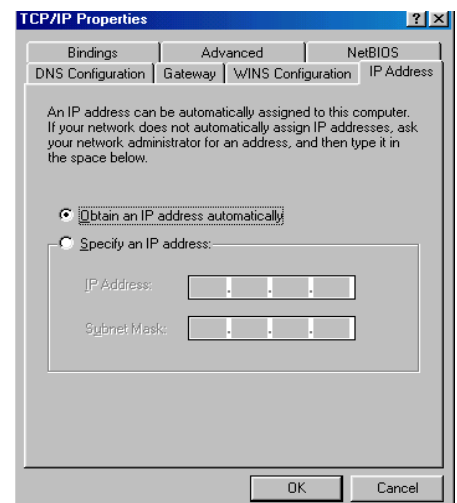 TCP/IP Properties
? ×
Bindings Advanced NetBIOS
DNS Configuration Gateway WINS Configuration IP Address
An IP address can be automatically assigned to this computer.
If your network does not automatically assign IP addresses, ask
your network administrator for an address, and then type it in
the space below.
Obtain an IP address automatically
Specify an IP address:
IP Address:
. . .
Subnet Mask:
. . .
OK Cancel